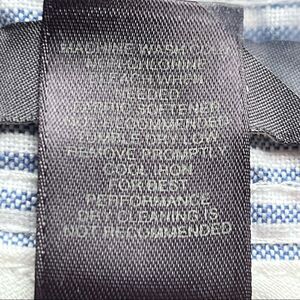 MACHINE WASH COLD
NON-CHLORINE
BLEACH WHEN
NEEDED
FABRIC SOFTENER
NOT RECOMMENDED
TUMBLE DRY LOW
REMOVE PROMPTLY
COOL IRON
FOR BEST
PERFORMANCE
DRY CLEANING IS
NOT RECOMMENDED